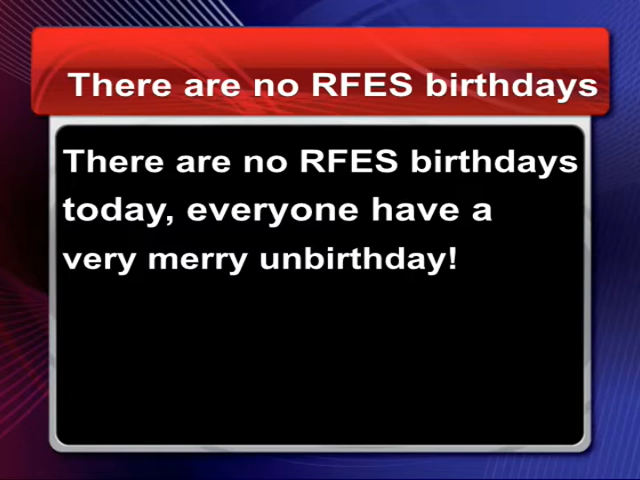 There are no RFES birthdays
There are no RFES birthdays
today, everyone have a
very merry unbirthday!